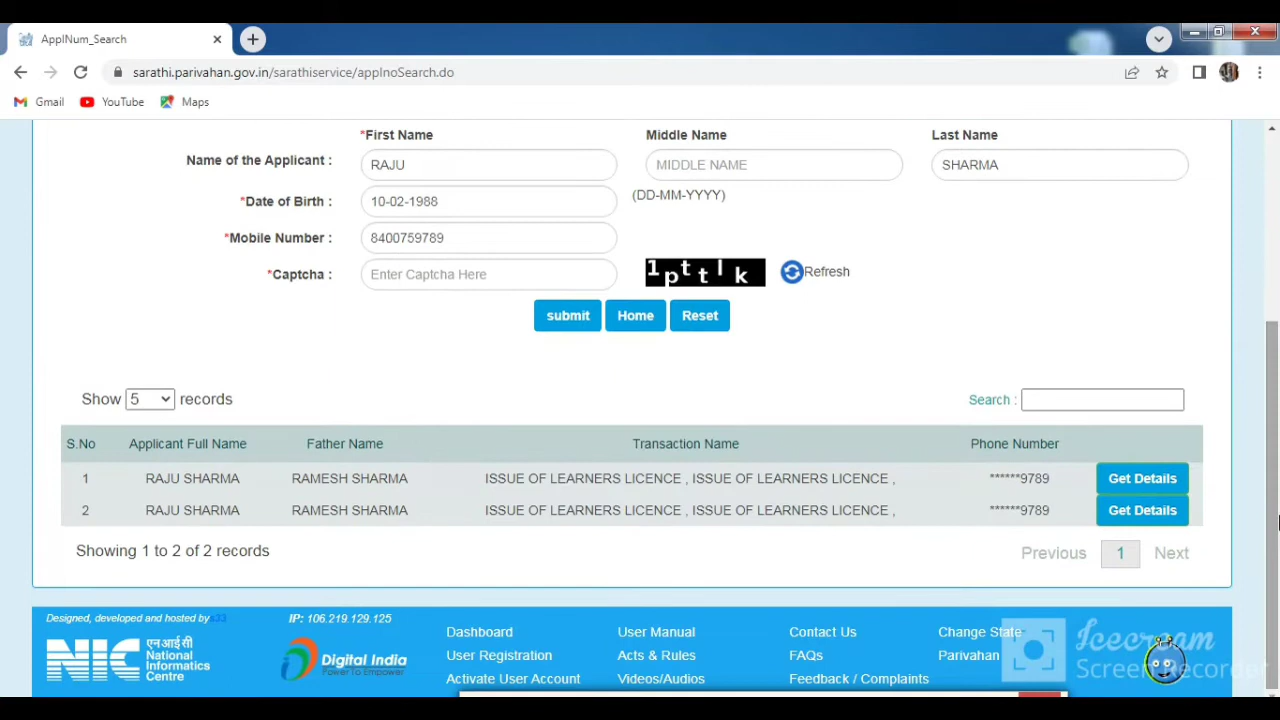 ApplNum_Search
sarathi.parivahan.gov.in/sarathiservice/applnoSearch.do
Gmail YouTube Maps
*First Name Middle Name Last Name
Name of the Applicant : RAJU MIDDLE NAME SHARMA
*Date of Birth : 10-02-1988 (DD-MM-YYYY)
*Mobile Number : 8400759789
*Captcha : Enter Captcha Here Refresh
submit Home Reset
Show 5 records Search :
S.No Applicant Full Name Father Name Transaction Name Phone Number
1 RAJU SHARMA RAMESH SHARMA ISSUE OF LEARNERS LICENCE , ISSUE OF LEARNERS LICENCE , ******9789 Get Details
2 RAJU SHARMA RAMESH SHARMA ISSUE OF LEARNERS LICENCE , ISSUE OF LEARNERS LICENCE , ******9789 Get Details
Showing 1 to 2 of 2 records Previous 1 Next
Designed, developed and hosted by s33 IP: 106.219.129.125
NIC एनआईसी National Informatics Centre
Digital India Power To Empower
Dashboard User Manual Contact Us Change State
User Registration Acts & Rules FAQs Parivahan
Activate User Account Videos/Audios Feedback / Complaints
Icecream
Screen Recorder